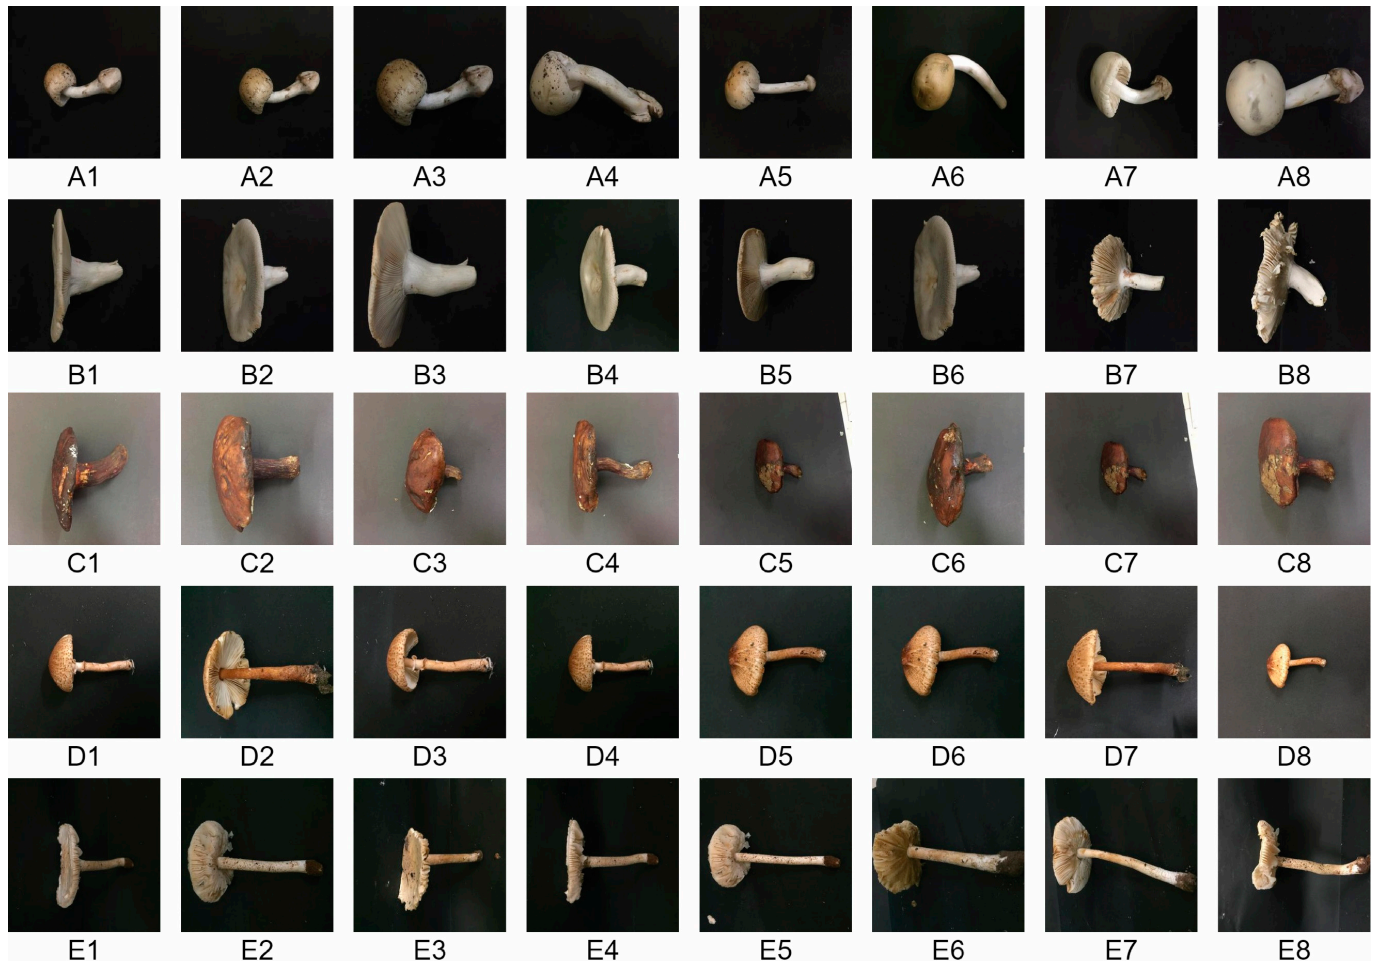 A1 A2 A3 A4 A5 A6 A7 A8
B1 B2 B3 B4 B5 B6 B7 B8
C1 C2 C3 C4 C5 C6 C7 C8
D1 D2 D3 D4 D5 D6 D7 D8
E1 E2 E3 E4 E5 E6 E7 E8